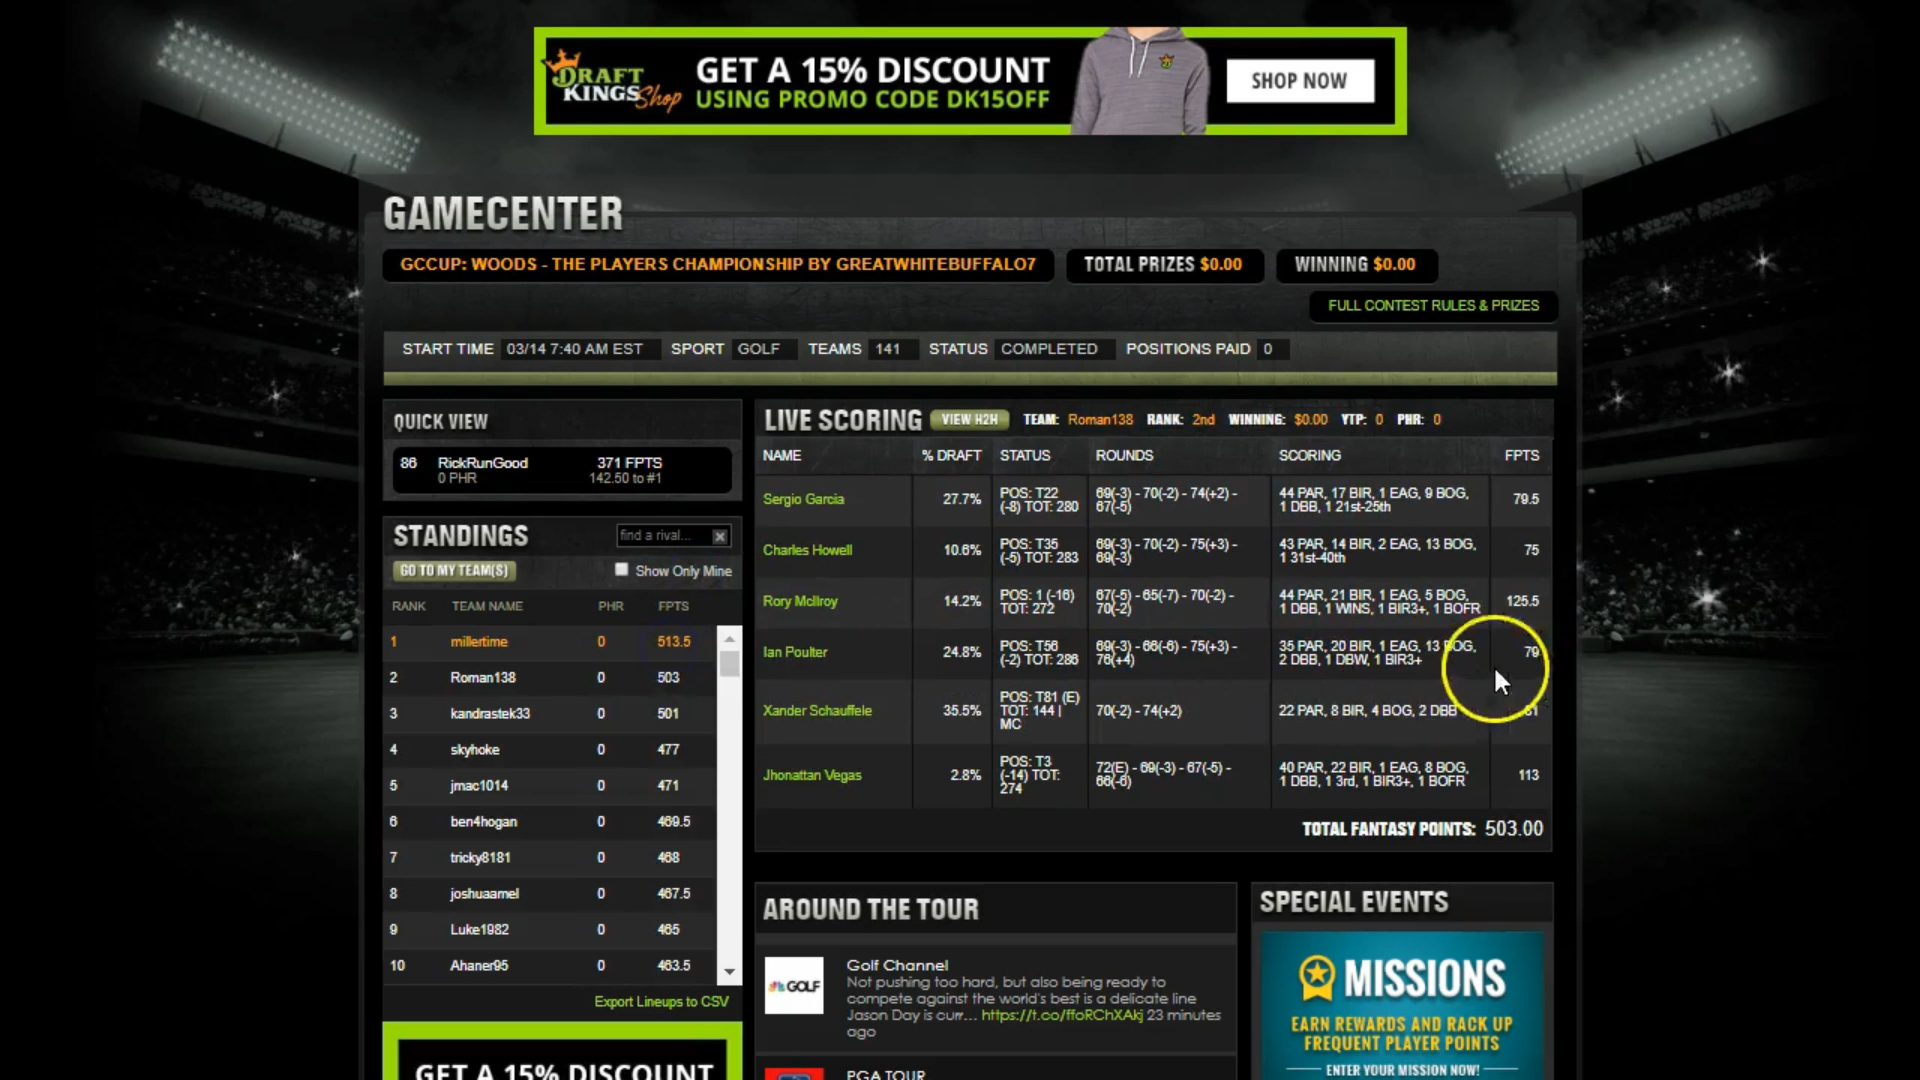 DRAFT KINGS Shop
GET A 15% DISCOUNT
USING PROMO CODE DK15OFF
SHOP NOW
GAMECENTER
GCCUP: WOODS - THE PLAYERS CHAMPIONSHIP BY GREATWHITEBUFFALO7
TOTAL PRIZES $0.00
WINNING $0.00
FULL CONTEST RULES & PRIZES
START TIME 03/14 7:40 AM EST SPORT GOLF TEAMS 141 STATUS COMPLETED POSITIONS PAID 0
QUICK VIEW
86 RickRunGood 371 FPTS
0 PHR 142.50 to #1
STANDINGS
find a rival...
GO TO MY TEAM(S)
Show Only Mine
RANK TEAM NAME PHR FPTS
1 millertime 0 513.5
2 Roman138 0 503
3 kandrastek33 0 501
4 skyhoke 0 477
5 jmac1014 0 471
6 ben4hogan 0 469.5
7 tricky8181 0 468
8 joshuaamel 0 467.5
9 Luke1982 0 465
10 Ahaner95 0 463.5
Export Lineups to CSV
GET A 15% DISCOUNT
LIVE SCORING VIEW H2H TEAM: Roman138 RANK: 2nd WINNING: $0.00 YTP: 0 PHR: 0
NAME % DRAFT STATUS ROUNDS SCORING FPTS
Sergio Garcia 27.7% POS: T22 (-8) TOT: 280 69(-3) - 70(-2) - 74(+2) - 67(-5) 44 PAR, 17 BIR, 1 EAG, 9 BOG, 1 DBB, 1 21st-25th 79.5
Charles Howell 10.6% POS: T35 (-5) TOT: 283 69(-3) - 70(-2) - 75(+3) - 69(-3) 43 PAR, 14 BIR, 2 EAG, 13 BOG, 1 31st-40th 75
Rory McIlroy 14.2% POS: 1 (-16) TOT: 272 67(-5) - 65(-7) - 70(-2) - 70(-2) 44 PAR, 21 BIR, 1 EAG, 5 BOG, 1 DBB, 1 WINS, 1 BIR3+, 1 BOFR 125.5
Ian Poulter 24.8% POS: T56 (-2) TOT: 286 69(-3) - 66(-6) - 75(+3) - 76(+4) 35 PAR, 20 BIR, 1 EAG, 13 BOG, 2 DBB, 1 DBW, 1 BIR3+ 79
Xander Schauffele 35.5% POS: T81 (E) TOT: 144 | MC 70(-2) - 74(+2) 22 PAR, 8 BIR, 4 BOG, 2 DBB
Jhonattan Vegas 2.8% POS: T3 (-14) TOT: 274 72(E) - 69(-3) - 67(-5) - 66(-6) 40 PAR, 22 BIR, 1 EAG, 8 BOG, 1 DBB, 1 3rd, 1 BIR3+, 1 BOFR 113
TOTAL FANTASY POINTS: 503.00
AROUND THE TOUR
GOLF
Golf Channel
Not pushing too hard, but also being ready to
compete against the world's best is a delicate line
Jason Day is curr... https://t.co/ffoRChXAkj 23 minutes
ago
PGA TOUR
SPECIAL EVENTS
MISSIONS
EARN REWARDS AND RACK UP
FREQUENT PLAYER POINTS
ENTER YOUR MISSION NOW!